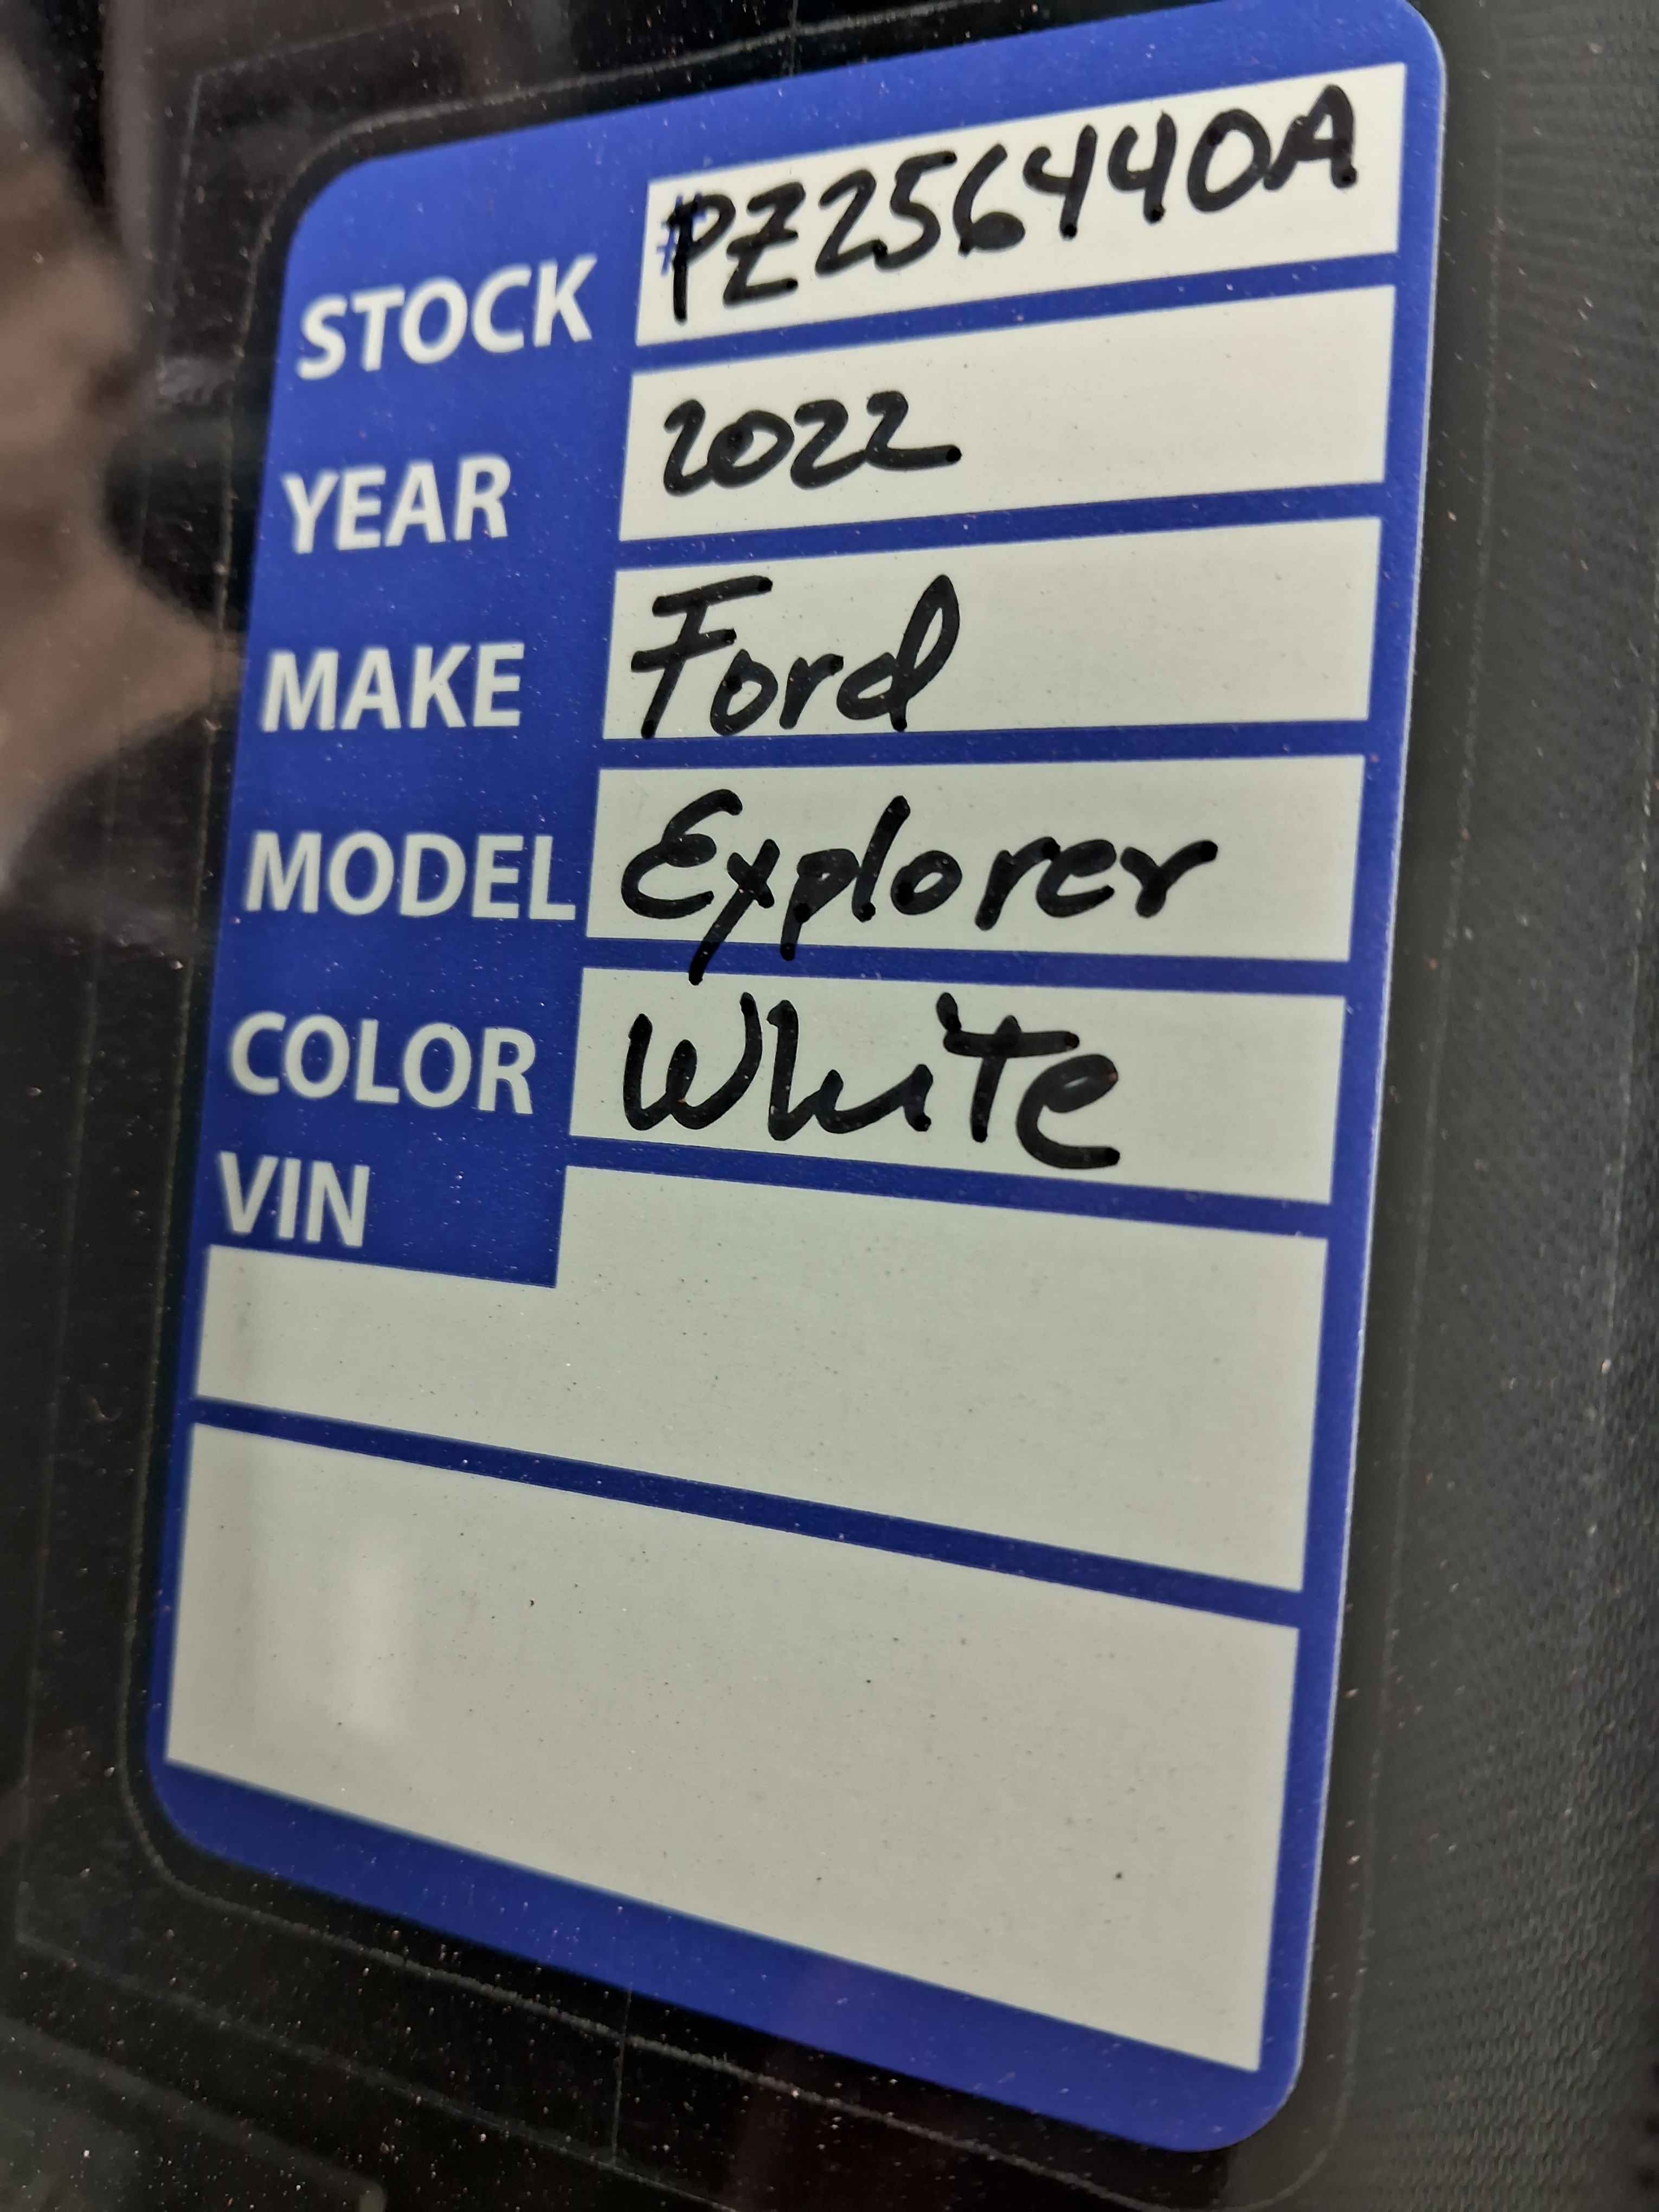 STOCK #PZ256440A
YEAR 2022
MAKE Ford
MODEL Explorer
COLOR White
VIN